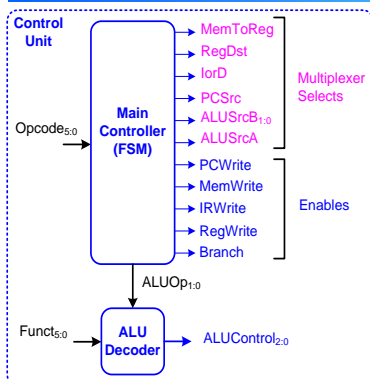 Control
Unit
MemToReg
RegDst
IorD
Multiplexer
Selects
PCSrc
Main
Controller
(FSM)
ALUSrcB1:0
Opcode5:0
ALUSrcA
PCWrite
MemWrite
IRWrite
Enables
RegWrite
Branch
ALUOp1:0
Funct5:0
ALU
Decoder
ALUControl2:0